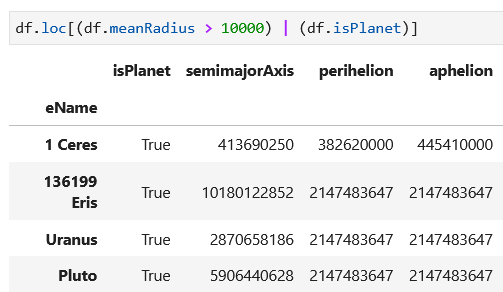 df.loc[(df.meanRadius > 10000) | (df.isPlanet)]
isPlanet semimajorAxis perihelion aphelion
eName
1 Ceres True 413690250 382620000 445410000
136199
Eris True 10180122852 2147483647 2147483647
Uranus True 2870658186 2147483647 2147483647
Pluto True 5906440628 2147483647 2147483647